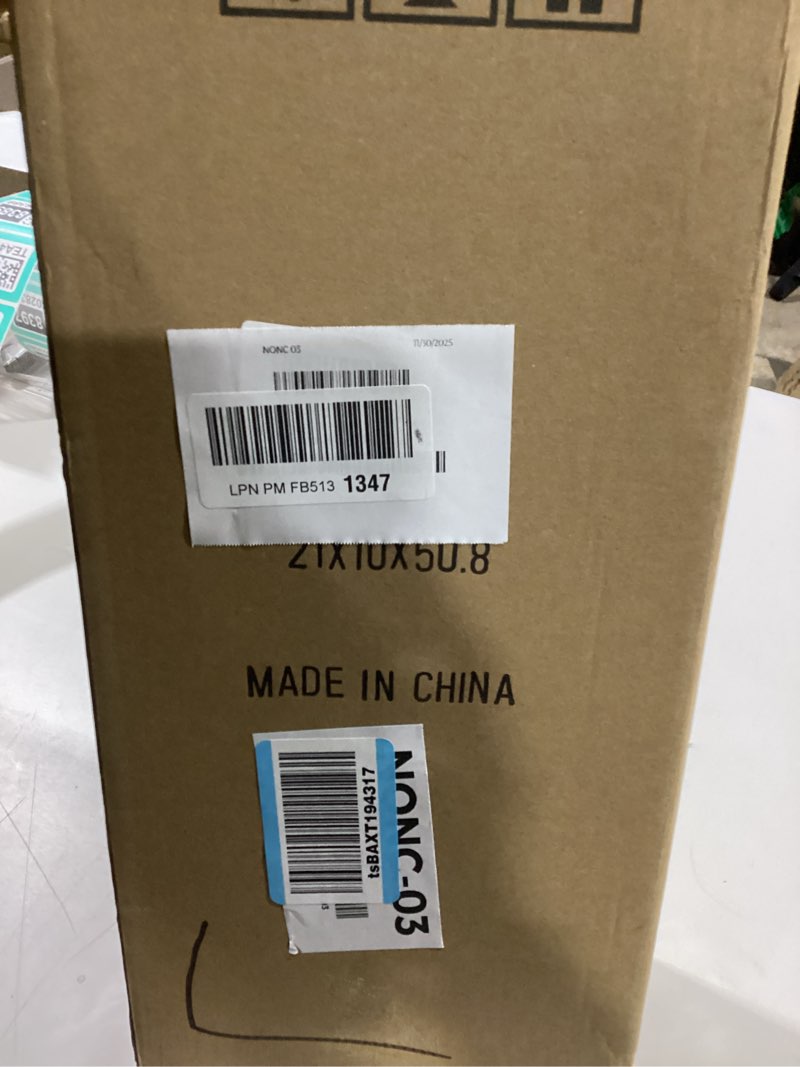 NONC 03
11/30/2025
LPN PM FB513 1347
21X10X50.8
MADE IN CHINA
tsBAXT194317
NONC-03